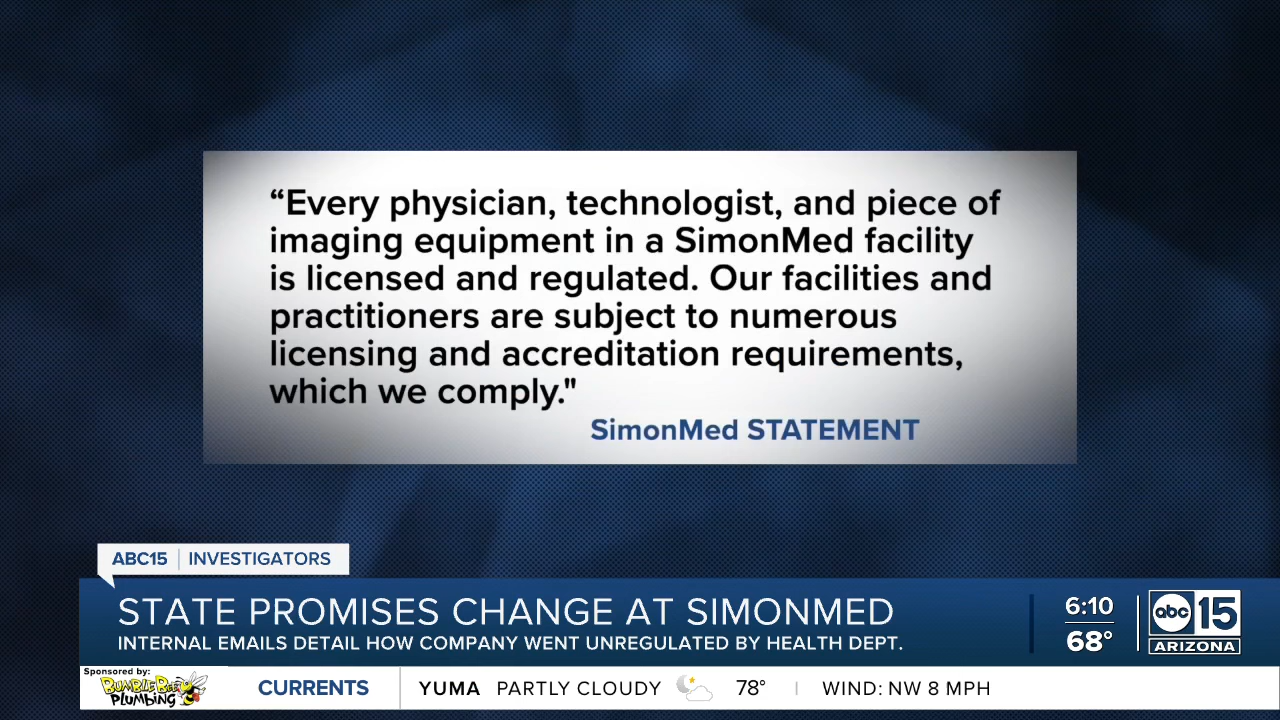 “Every physician, technologist, and piece of
imaging equipment in a SimonMed facility
is licensed and regulated. Our facilities and
practitioners are subject to numerous
licensing and accreditation requirements,
which we comply."
SimonMed STATEMENT
ABC15 | INVESTIGATORS
STATE PROMISES CHANGE AT SIMONMED
INTERNAL EMAILS DETAIL HOW COMPANY WENT UNREGULATED BY HEALTH DEPT.
6:10
68°
abc 15
ARIZONA
Sponsored by:
BUMBLE BEE
PLUMBING
CURRENTS
YUMA PARTLY CLOUDY 78° | WIND: NW 8 MPH